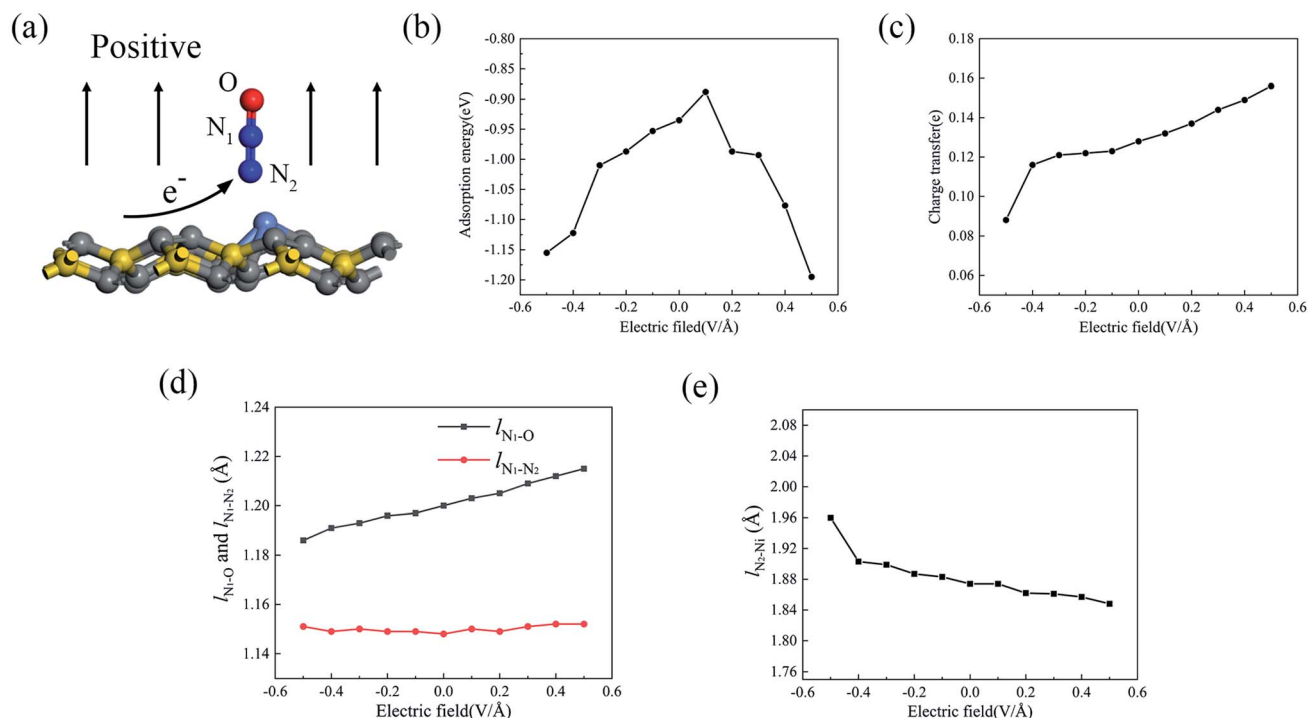 (a)
Positive
O
N1
N2
e-
(b)
-0.80
-0.85
-0.90
-0.95
-1.00
-1.05
-1.10
-1.15
-1.20
Adsorption energy(eV)
-0.6 -0.4 -0.2 0.0 0.2 0.4 0.6
Electric filed(V/Å)
(c)
0.16
0.14
0.12
0.10
0.08
0.06
Charge transfer(e)
-0.6 -0.4 -0.2 0.0 0.2 0.4 0.6
Electric field(V/Å)
(d)
1.24
1.22
1.20
1.18
1.16
1.14
lN1-O and lN1-N2 (Å)
lN1-O
lN1-N2
-0.6 -0.4 -0.2 0.0 0.2 0.4 0.6
Electric field(V/Å)
(e)
2.08
2.04
2.00
1.96
1.92
1.88
1.84
1.80
1.76
lN2-Ni (Å)
-0.6 -0.4 -0.2 0.0 0.2 0.4 0.6
Electric field(V/Å)